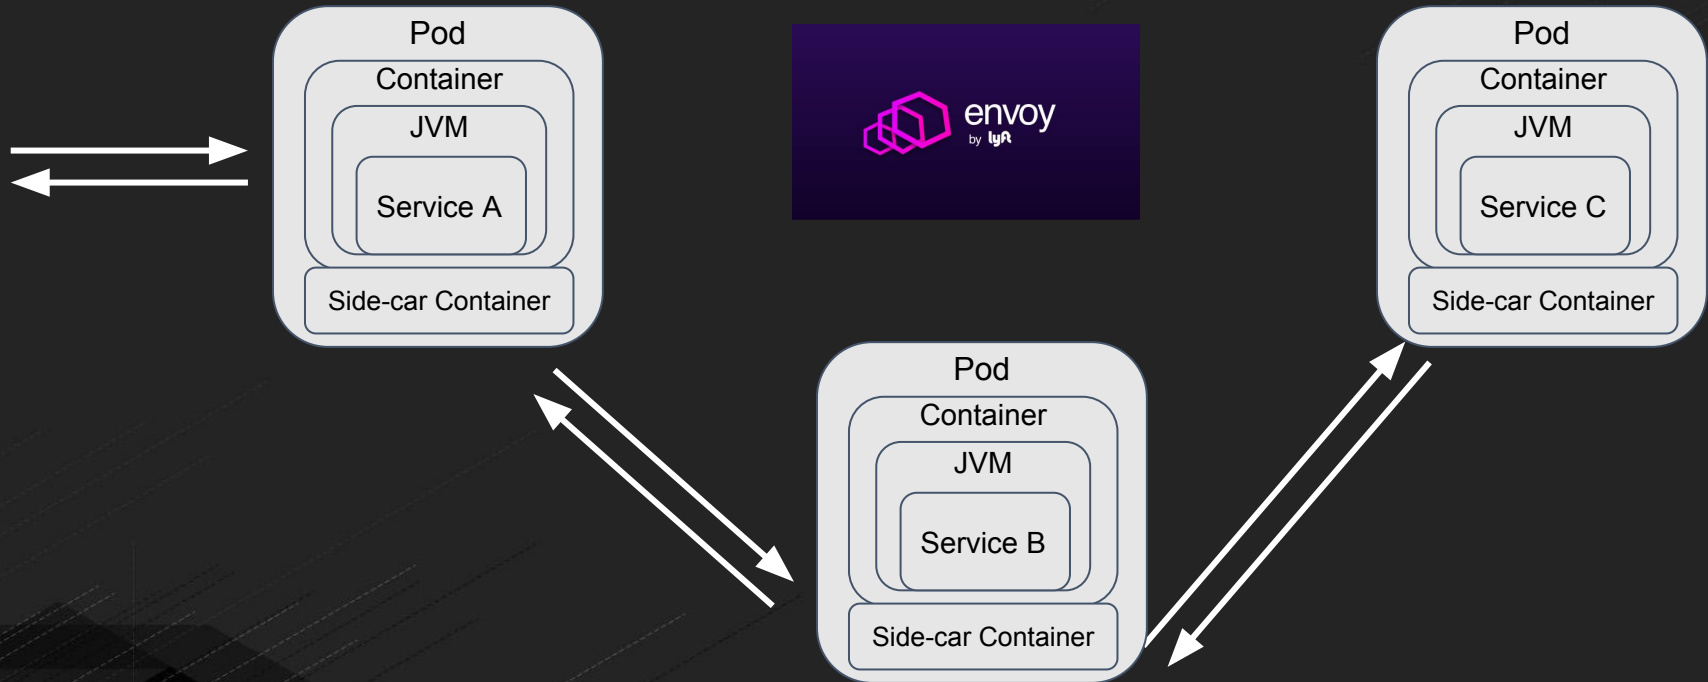 Pod
Container
JVM
Service A
Side-car Container
envoy
by lyft
Pod
Container
JVM
Service C
Side-car Container
Pod
Container
JVM
Service B
Side-car Container